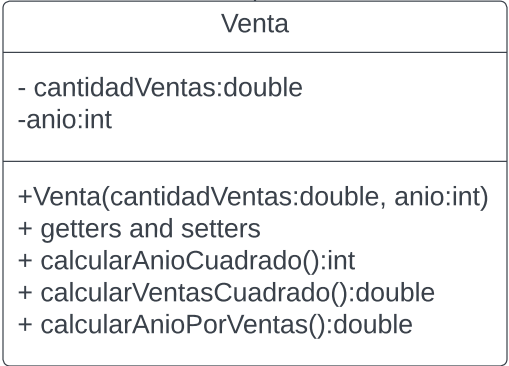 Venta
- cantidadVentas:double
-anio:int
+Venta(cantidadVentas:double, anio:int)
+ getters and setters
+ calcularAnioCuadrado():int
+ calcularVentasCuadrado():double
+ calcularAnioPorVentas():double